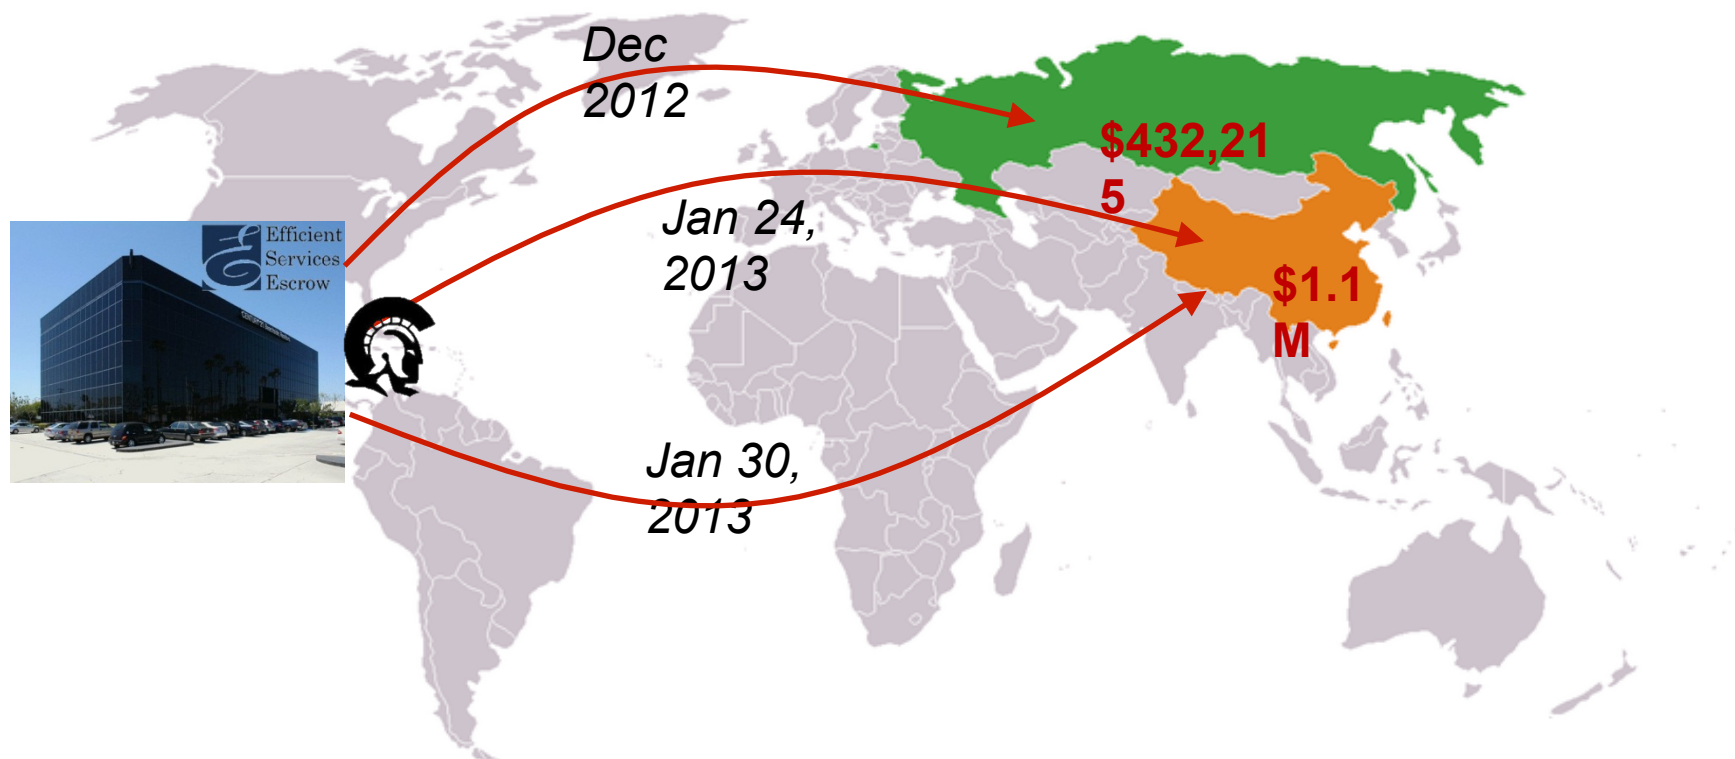 Dec
2012
$432,21
5
Jan 24,
2013
Efficient
Services
Escrow
$1.1
M
Jan 30,
2013